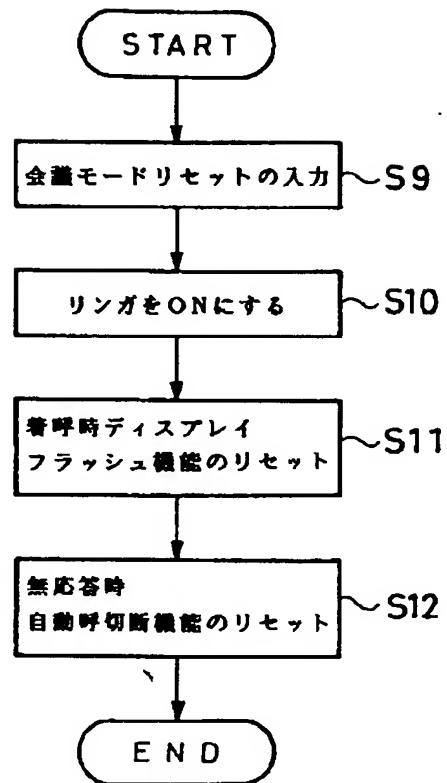 START
会議モードリセットの入力
S9
リンガをONにする
S10
着呼時ディスプレイ
フラッシュ機能のリセット
S11
無応答時
自動呼切断機能のリセット
S12
END